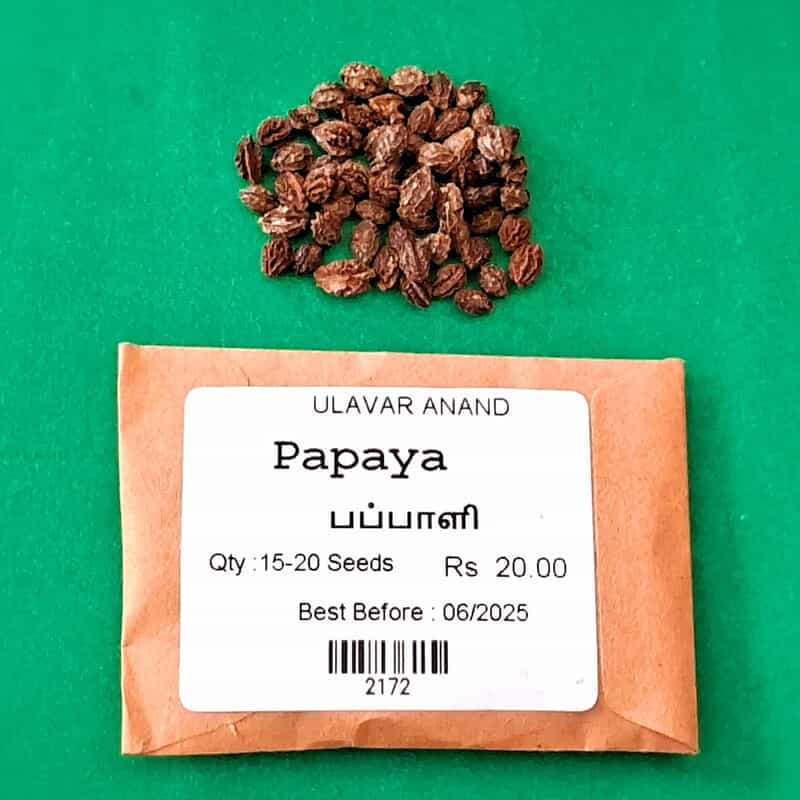 ULAVAR ANAND
Papaya
பப்பாளி
Qty :15-20 Seeds Rs 20.00
Best Before : 06/2025
2172